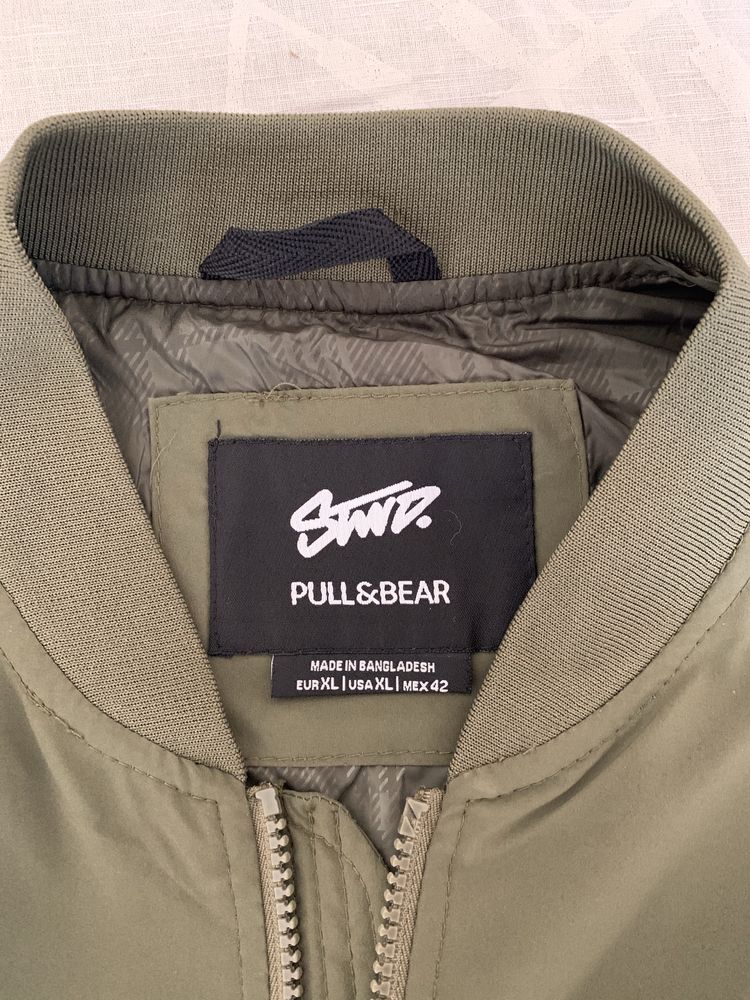 STWD.
PULL&BEAR
MADE IN BANGLADESH
EUR XL | USA XL | MEX 42